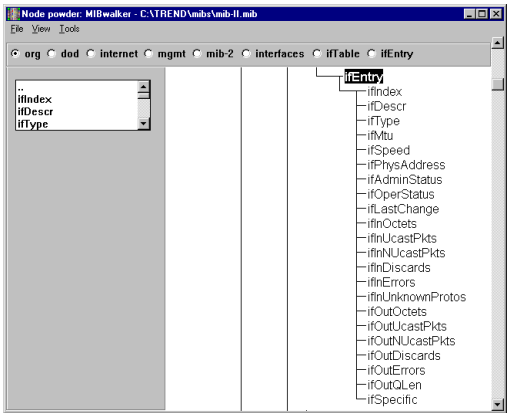 Node powder: MIBwalker - C:\TREND\mibs\mib-II.mib
File View Tools
org dod internet mgmt mib-2 interfaces ifTable ifEntry
..
ifIndex
ifDescr
ifType
ifEntry
ifIndex
ifDescr
ifType
ifMtu
ifSpeed
ifPhysAddress
ifAdminStatus
ifOperStatus
ifLastChange
ifInOctets
ifInUcastPkts
ifInNUcastPkts
ifInDiscards
ifInErrors
ifInUnknownProtos
ifOutOctets
ifOutUcastPkts
ifOutNUcastPkts
ifOutDiscards
ifOutErrors
ifOutQLen
ifSpecific